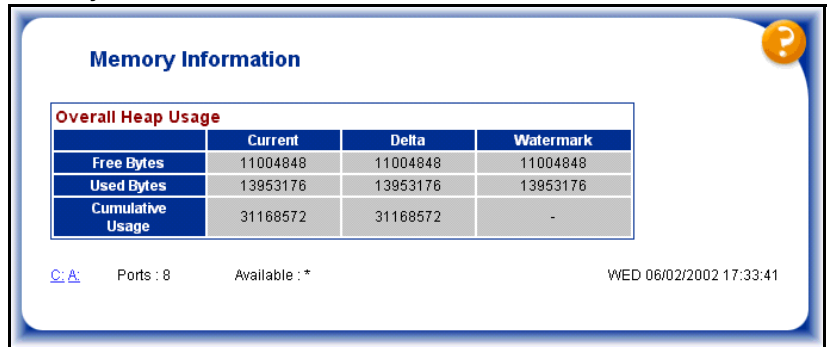 ?
Memory Information
Overall Heap Usage
Current Delta Watermark
Free Bytes 11004848 11004848 11004848
Used Bytes 13953176 13953176 13953176
Cumulative
Usage 31168572 31168572 -
C: A: Ports : 8 Available : * WED 06/02/2002 17:33:41